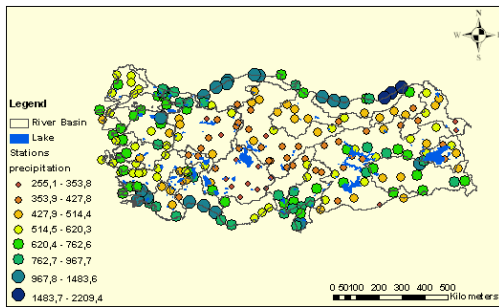 N
W E
S
Legend
River Basin
Lake
Stations
precipitation
255,1 - 353,8
353,9 - 427,8
427,9 - 514,4
514,5 - 620,3
620,4 - 762,6
762,7 - 967,7
967,8 - 1483,6
1483,7 - 2209,4
0 50100 200 300 400 500
Kilometers